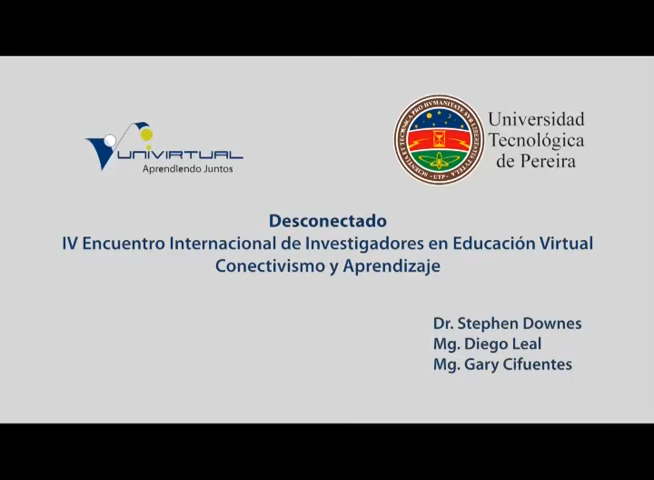 UNIVIRTUAL
Aprendiendo Juntos
Universidad
Tecnológica
de Pereira
UTP
Desconectado
IV Encuentro Internacional de Investigadores en Educación Virtual
Conectivismo y Aprendizaje
Dr. Stephen Downes
Mg. Diego Leal
Mg. Gary Cifuentes